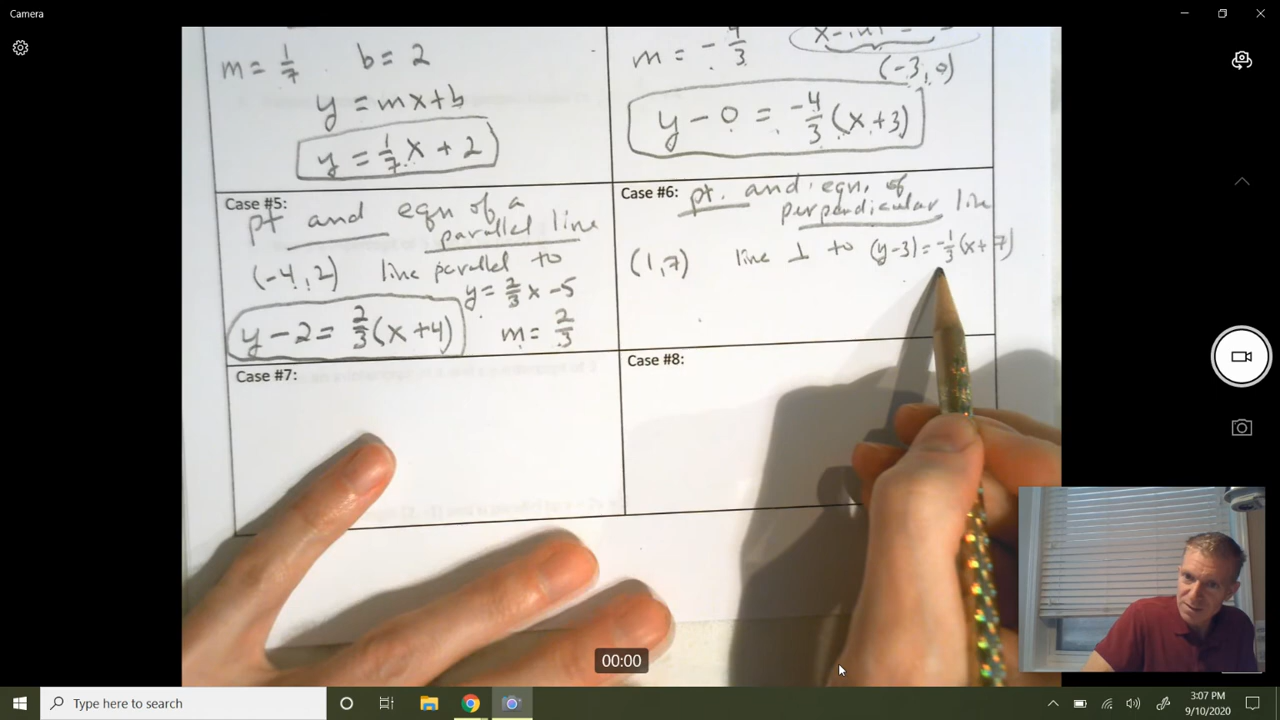 Camera
m = 1/7 b = 2
y = mx+b
y = 1/7 x + 2
m = - 4/3
x-int
(-3, 0)
y - 0 = -4/3 (x+3)
Case #5:
pt and eqn of a
parallel line
(-4, 2) line parallel to
y = 2/3 x - 5
y - 2 = 2/3 (x + 4) m = 2/3
Case #6: pt. and eqn. of
perpendicular line
(1, 7) line ⊥ to (y-3) = -1/3 (x+7)
Case #7:
Case #8:
00:00
Type here to search
3:07 PM
9/10/2020